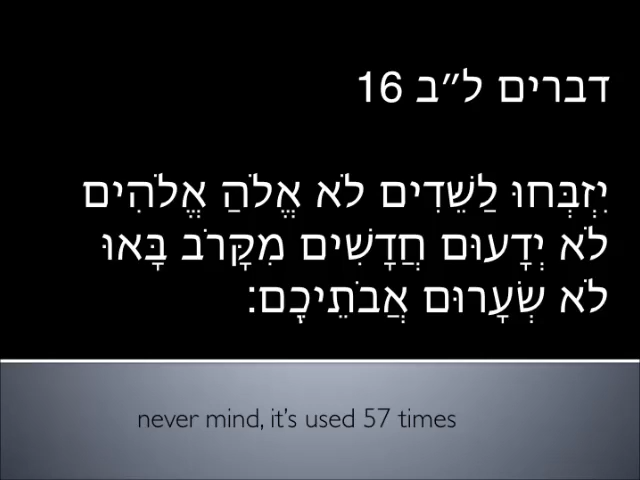 דברים ל״ב 16
יִזְבְּחוּ לַשֵּׁדִים לֹא אֱלֹהַ אֱלֹהִים
לֹא יְדָעוּם חֲדָשִׁים מִקָּרֹב בָּאוּ
לֹא שְׂעָרוּם אֲבֹתֵיכֶֽם׃
never mind, it’s used 57 times